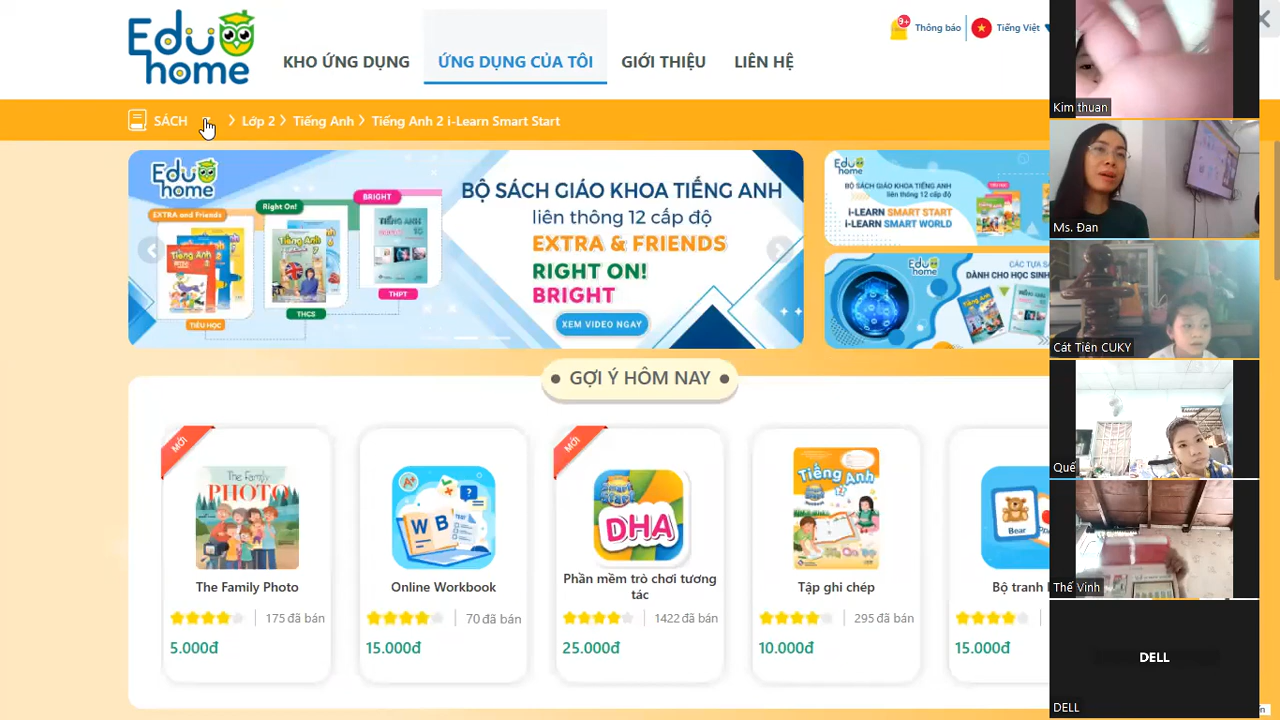 Edu home
KHO ỨNG DỤNG
ỨNG DỤNG CỦA TÔI
GIỚI THIỆU
LIÊN HỆ
9+
Thông báo
Tiếng Việt
SÁCH
Lớp 2
Tiếng Anh
Tiếng Anh 2 i-Learn Smart Start
Edu home
EXTRA and Friends
Right On!
BRIGHT
TIỂU HỌC
THCS
THPT
BỘ SÁCH GIÁO KHOA TIẾNG ANH
liên thông 12 cấp độ
EXTRA & FRIENDS
RIGHT ON!
BRIGHT
XEM VIDEO NGAY
Edu home
BỘ SÁCH GIÁO KHOA TIẾNG ANH
liên thông 12 cấp độ
i-LEARN SMART START
i-LEARN SMART WORLD
Edu home
CÁC TỰA
DÀNH CHO HỌC SINH
GỢI Ý HÔM NAY
MỚI
The Family
PHOTO
The Family Photo
175 đã bán
5.000đ
A+
W B
Online Workbook
70 đã bán
15.000đ
MỚI
Smart Start
DHA
Phần mềm trò chơi tương
tác
1422 đã bán
25.000đ
Tiếng Anh
Tập ghi chép
295 đã bán
10.000đ
Bear
Bộ tranh
15.000đ
Kim thuan
Ms. Đan
Cát Tiên CUKY
Quế
Thế Vinh
DELL
DELL